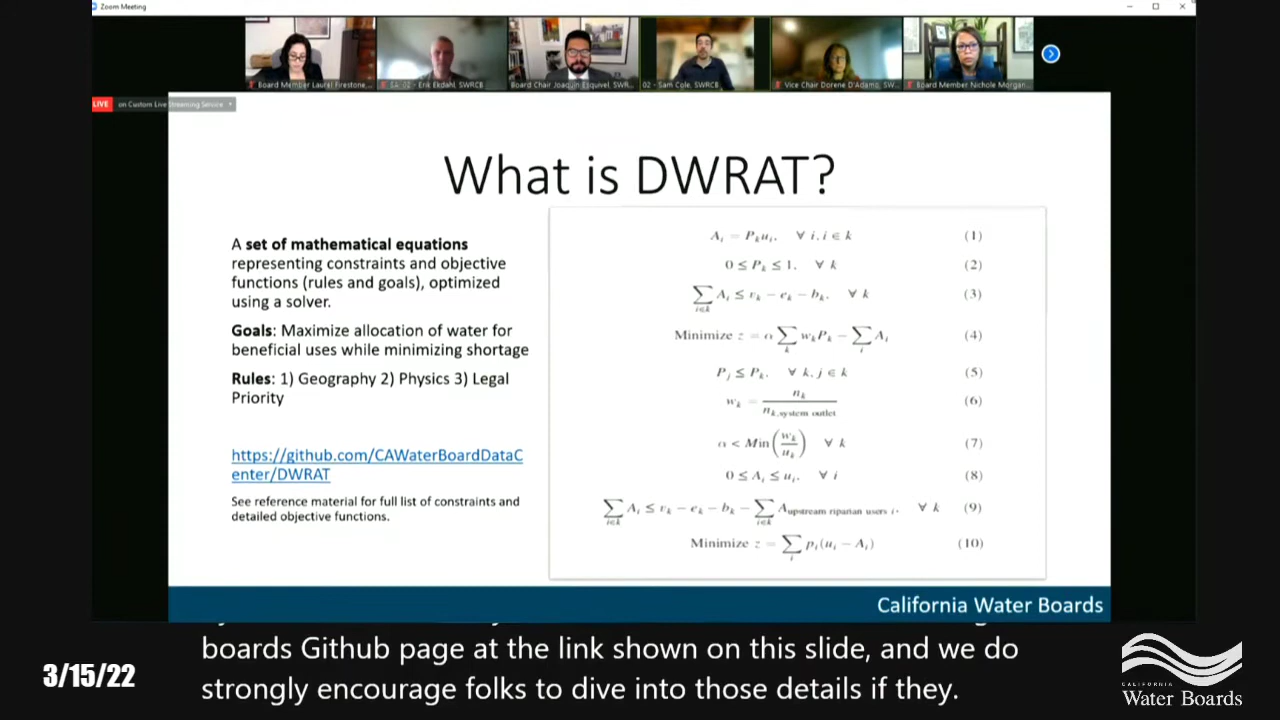 Zoom Meeting
Board Member Laurel Firestone,...
02 - Erik Ekdahl, SWRCB
Board Chair Joaquin Esquivel, SWR...
02 - Sam Cole, SWRCB
Vice Chair Dorene D'Adamo, SW...
Board Member Nichole Morgan...
LIVE on Custom Live Streaming Service
What is DWRAT?
A set of mathematical equations
representing constraints and objective
functions (rules and goals), optimized
using a solver.
Goals: Maximize allocation of water for
beneficial uses while minimizing shortage
Rules: 1) Geography 2) Physics 3) Legal
Priority
https://github.com/CAWaterBoardDataC
enter/DWRAT
See reference material for full list of constraints and
detailed objective functions.
A_i = P_k u_i, ∀ i, i ∈ k (1)
0 ≤ P_k ≤ 1, ∀ k (2)
∑_{i∈k} A_i ≤ v_k − e_k − b_k, ∀ k (3)
Minimize z = α ∑_k w_k P_k − ∑_i A_i (4)
P_j ≤ P_k, ∀ k, j ∈ k (5)
w_k = n_k / n_{k,system outlet} (6)
α < Min(w_k / u_k) ∀ k (7)
0 ≤ A_i ≤ u_i, ∀ i (8)
∑_{i∈k} A_i ≤ v_k − e_k − b_k − ∑_{i∈k} A_{upstream riparian users i}, ∀ k (9)
Minimize z = ∑_i p_i(u_i − A_i) (10)
California Water Boards
boards Github page at the link shown on this slide, and we do
strongly encourage folks to dive into those details if they.
3/15/22
CALIFORNIA
Water Boards